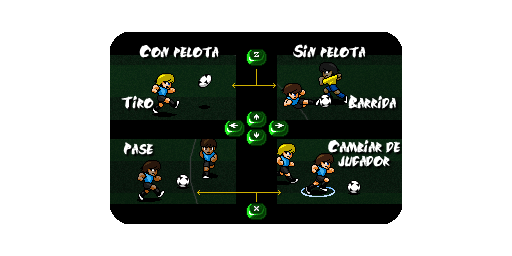 Con pelota
Z
Sin pelota
Tiro
Barrida
Pase
Cambiar de
jugador
X